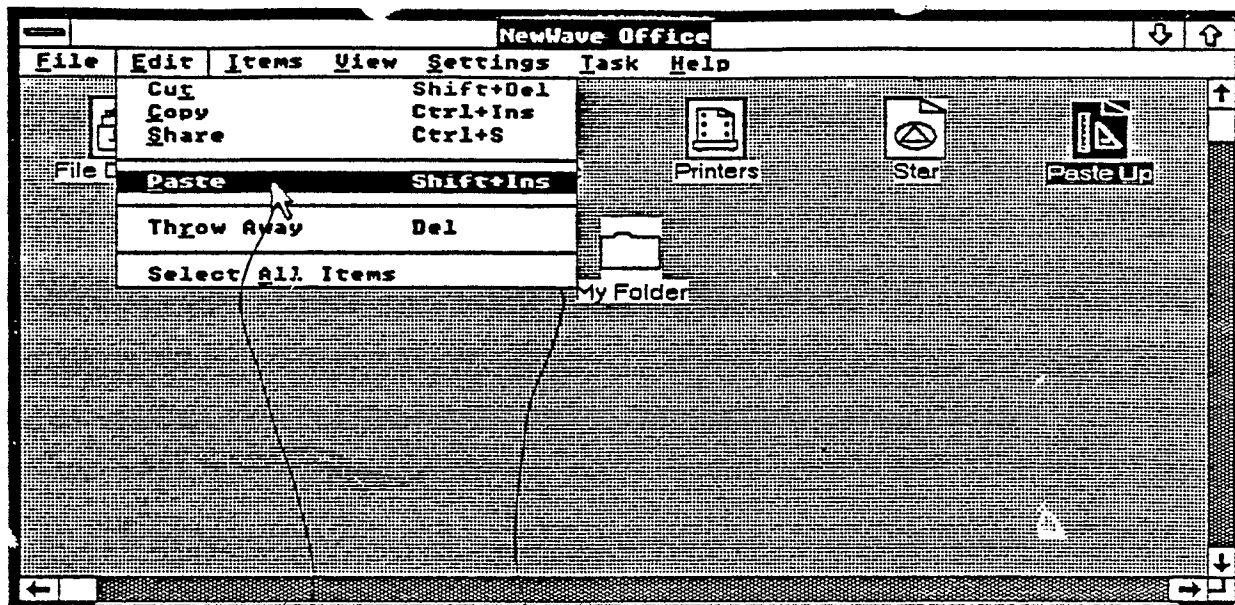 NewWave Office
File Edit Items View Settings Task Help
Cut Shift+Del
Copy Ctrl+Ins
Share Ctrl+S
Paste Shift+Ins
Throw Away Del
Select All Items
File
Printers
Star
Paste Up
My Folder